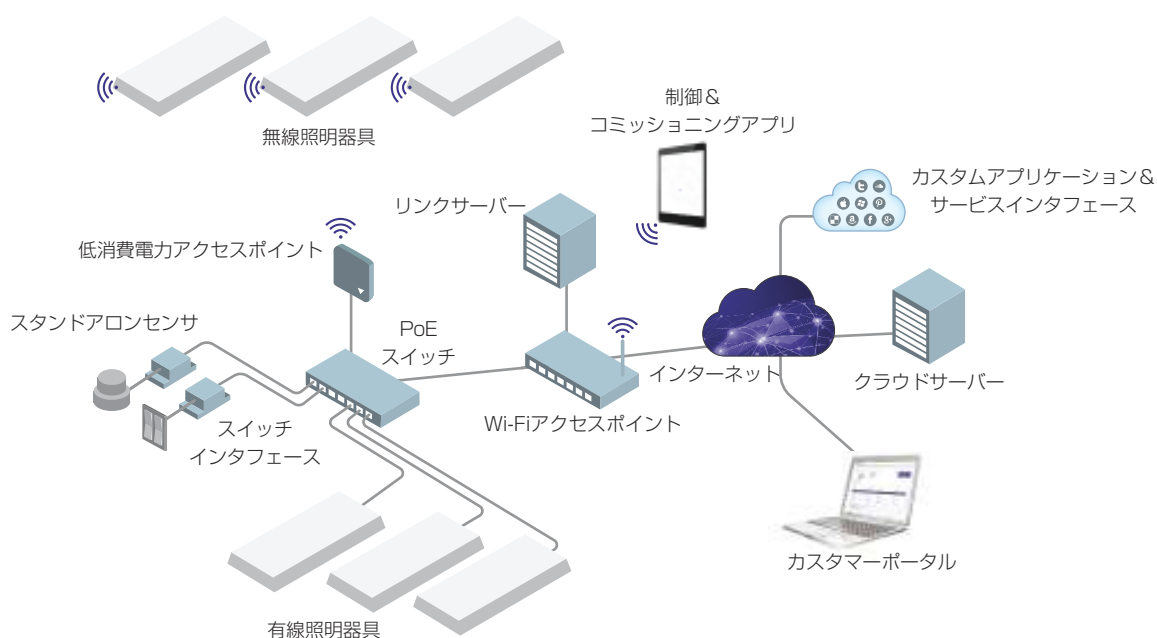 無線照明器具
制御&
コミッショニングアプリ
カスタムアプリケーション&
サービスインタフェース
リンクサーバー
低消費電力アクセスポイント
スタンドアロンセンサ
PoE
スイッチ
インターネット
クラウドサーバー
Wi-Fiアクセスポイント
スイッチ
インタフェース
カスタマーポータル
有線照明器具